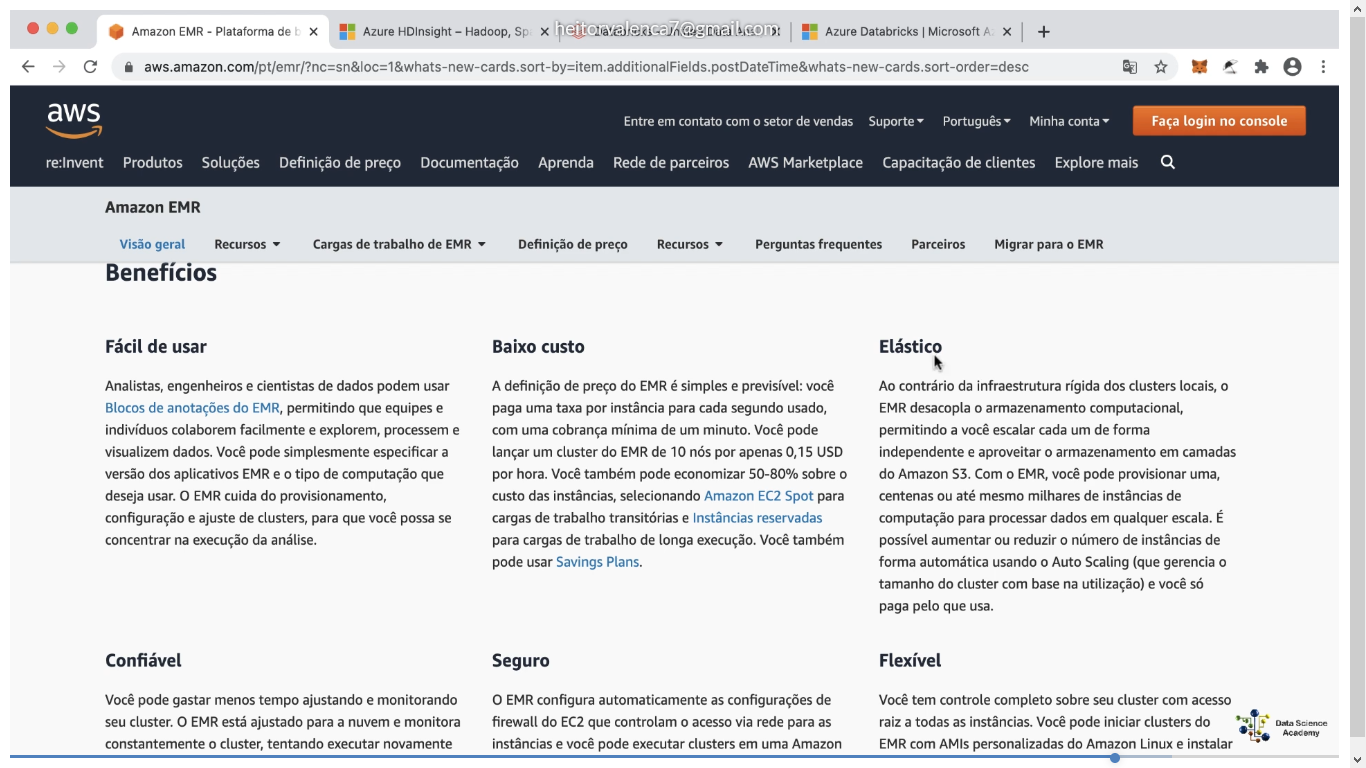 Amazon EMR - Plataforma de b
Azure HDInsight – Hadoop, Sp
heitorvalenca7@gmail.com
Azure Databricks | Microsoft A
aws.amazon.com/pt/emr/?nc=sn&loc=1&whats-new-cards.sort-by=item.additionalFields.postDateTime&whats-new-cards.sort-order=desc
aws
Entre em contato com o setor de vendas Suporte Português Minha conta Faça login no console
re:Invent Produtos Soluções Definição de preço Documentação Aprenda Rede de parceiros AWS Marketplace Capacitação de clientes Explore mais
Amazon EMR
Visão geral Recursos Cargas de trabalho de EMR Definição de preço Recursos Perguntas frequentes Parceiros Migrar para o EMR
Benefícios
Fácil de usar
Analistas, engenheiros e cientistas de dados podem usar
Blocos de anotações do EMR, permitindo que equipes e
indivíduos colaborem facilmente e explorem, processem e
visualizem dados. Você pode simplesmente especificar a
versão dos aplicativos EMR e o tipo de computação que
deseja usar. O EMR cuida do provisionamento,
configuração e ajuste de clusters, para que você possa se
concentrar na execução da análise.
Baixo custo
A definição de preço do EMR é simples e previsível: você
paga uma taxa por instância para cada segundo usado,
com uma cobrança mínima de um minuto. Você pode
lançar um cluster do EMR de 10 nós por apenas 0,15 USD
por hora. Você também pode economizar 50-80% sobre o
custo das instâncias, selecionando Amazon EC2 Spot para
cargas de trabalho transitórias e Instâncias reservadas
para cargas de trabalho de longa execução. Você também
pode usar Savings Plans.
Elástico
Ao contrário da infraestrutura rígida dos clusters locais, o
EMR desacopla o armazenamento computacional,
permitindo a você escalar cada um de forma
independente e aproveitar o armazenamento em camadas
do Amazon S3. Com o EMR, você pode provisionar uma,
centenas ou até mesmo milhares de instâncias de
computação para processar dados em qualquer escala. É
possível aumentar ou reduzir o número de instâncias de
forma automática usando o Auto Scaling (que gerencia o
tamanho do cluster com base na utilização) e você só
paga pelo que usa.
Confiável
Você pode gastar menos tempo ajustando e monitorando
seu cluster. O EMR está ajustado para a nuvem e monitora
constantemente o cluster, tentando executar novamente
Seguro
O EMR configura automaticamente as configurações de
firewall do EC2 que controlam o acesso via rede para as
instâncias e você pode executar clusters em uma Amazon
Flexível
Você tem controle completo sobre seu cluster com acesso
raiz a todas as instâncias. Você pode iniciar clusters do
EMR com AMIs personalizadas do Amazon Linux e instalar
Data Science
Academy